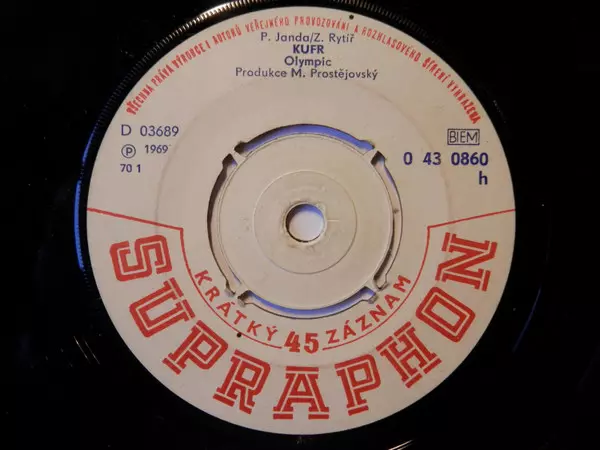 VŠECHNA PRÁVA VÝROBCE I AUTORŮ VEŘEJNÉHO PROVOZOVÁNÍ A ROZHLASOVÉHO ŠÍŘENÍ VYHRAZENA
P. Janda/Z. Rytíř
KUFR
Olympic
Produkce M. Prostějovský
D 03689
℗ 1969
70 1
BIEM
0 43 0860
h
KRÁTKÝ 45 ZÁZNAM
SUPRAPHON